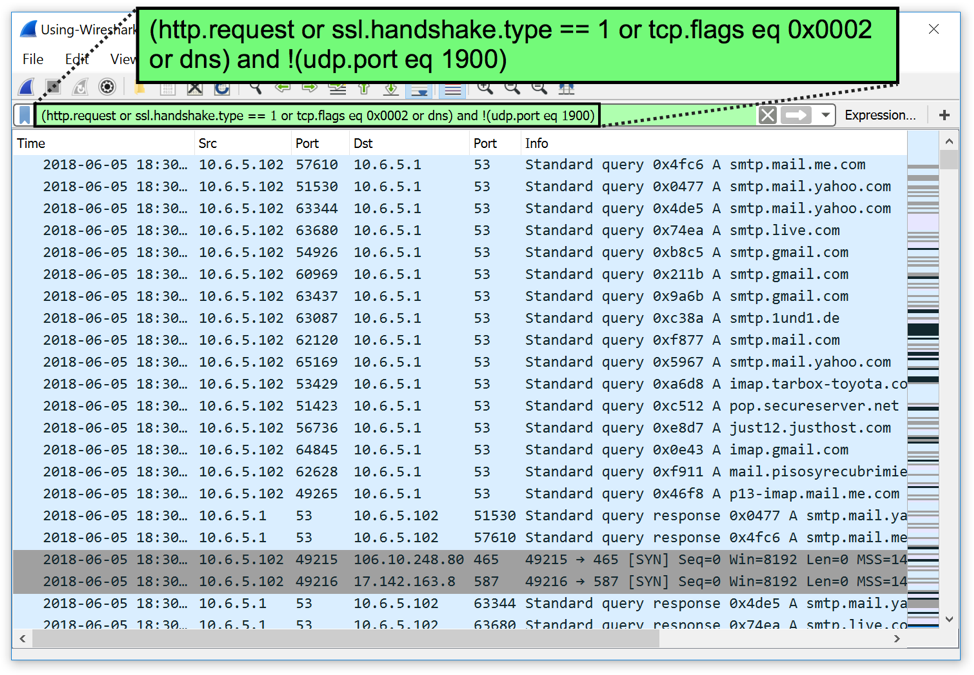 Using-Wireshark
(http.request or ssl.handshake.type == 1 or tcp.flags eq 0x0002
or dns) and !(udp.port eq 1900)
File Edit View
(http.request or ssl.handshake.type == 1 or tcp.flags eq 0x0002 or dns) and !(udp.port eq 1900) Expression... +
Time Src Port Dst Port Info
2018-06-05 18:30… 10.6.5.102 57610 10.6.5.1 53 Standard query 0x4fc6 A smtp.mail.me.com
2018-06-05 18:30… 10.6.5.102 51530 10.6.5.1 53 Standard query 0x0477 A smtp.mail.yahoo.com
2018-06-05 18:30… 10.6.5.102 63344 10.6.5.1 53 Standard query 0x4de5 A smtp.mail.yahoo.com
2018-06-05 18:30… 10.6.5.102 63680 10.6.5.1 53 Standard query 0x74ea A smtp.live.com
2018-06-05 18:30… 10.6.5.102 54926 10.6.5.1 53 Standard query 0xb8c5 A smtp.gmail.com
2018-06-05 18:30… 10.6.5.102 60969 10.6.5.1 53 Standard query 0x211b A smtp.gmail.com
2018-06-05 18:30… 10.6.5.102 63437 10.6.5.1 53 Standard query 0x9a6b A smtp.gmail.com
2018-06-05 18:30… 10.6.5.102 63087 10.6.5.1 53 Standard query 0xc38a A smtp.1und1.de
2018-06-05 18:30… 10.6.5.102 62120 10.6.5.1 53 Standard query 0xf877 A smtp.mail.com
2018-06-05 18:30… 10.6.5.102 65169 10.6.5.1 53 Standard query 0x5967 A smtp.mail.yahoo.com
2018-06-05 18:30… 10.6.5.102 53429 10.6.5.1 53 Standard query 0xa6d8 A imap.tarbox-toyota.co
2018-06-05 18:30… 10.6.5.102 51423 10.6.5.1 53 Standard query 0xc512 A pop.secureserver.net
2018-06-05 18:30… 10.6.5.102 56736 10.6.5.1 53 Standard query 0xe8d7 A just12.justhost.com
2018-06-05 18:30… 10.6.5.102 64845 10.6.5.1 53 Standard query 0x0e43 A imap.gmail.com
2018-06-05 18:30… 10.6.5.102 62628 10.6.5.1 53 Standard query 0xf911 A mail.pisosyrecubrimie
2018-06-05 18:30… 10.6.5.102 49265 10.6.5.1 53 Standard query 0x46f8 A p13-imap.mail.me.com
2018-06-05 18:30… 10.6.5.1 53 10.6.5.102 51530 Standard query response 0x0477 A smtp.mail.ya
2018-06-05 18:30… 10.6.5.1 53 10.6.5.102 57610 Standard query response 0x4fc6 A smtp.mail.me
2018-06-05 18:30… 10.6.5.102 49215 106.10.248.80 465 49215 → 465 [SYN] Seq=0 Win=8192 Len=0 MSS=14
2018-06-05 18:30… 10.6.5.102 49216 17.142.163.8 587 49216 → 587 [SYN] Seq=0 Win=8192 Len=0 MSS=14
2018-06-05 18:30… 10.6.5.1 53 10.6.5.102 63344 Standard query response 0x4de5 A smtp.mail.ya
2018-06-05 18:30… 10.6.5.1 53 10.6.5.102 63680 Standard query response 0x74ea A smtp.live.co